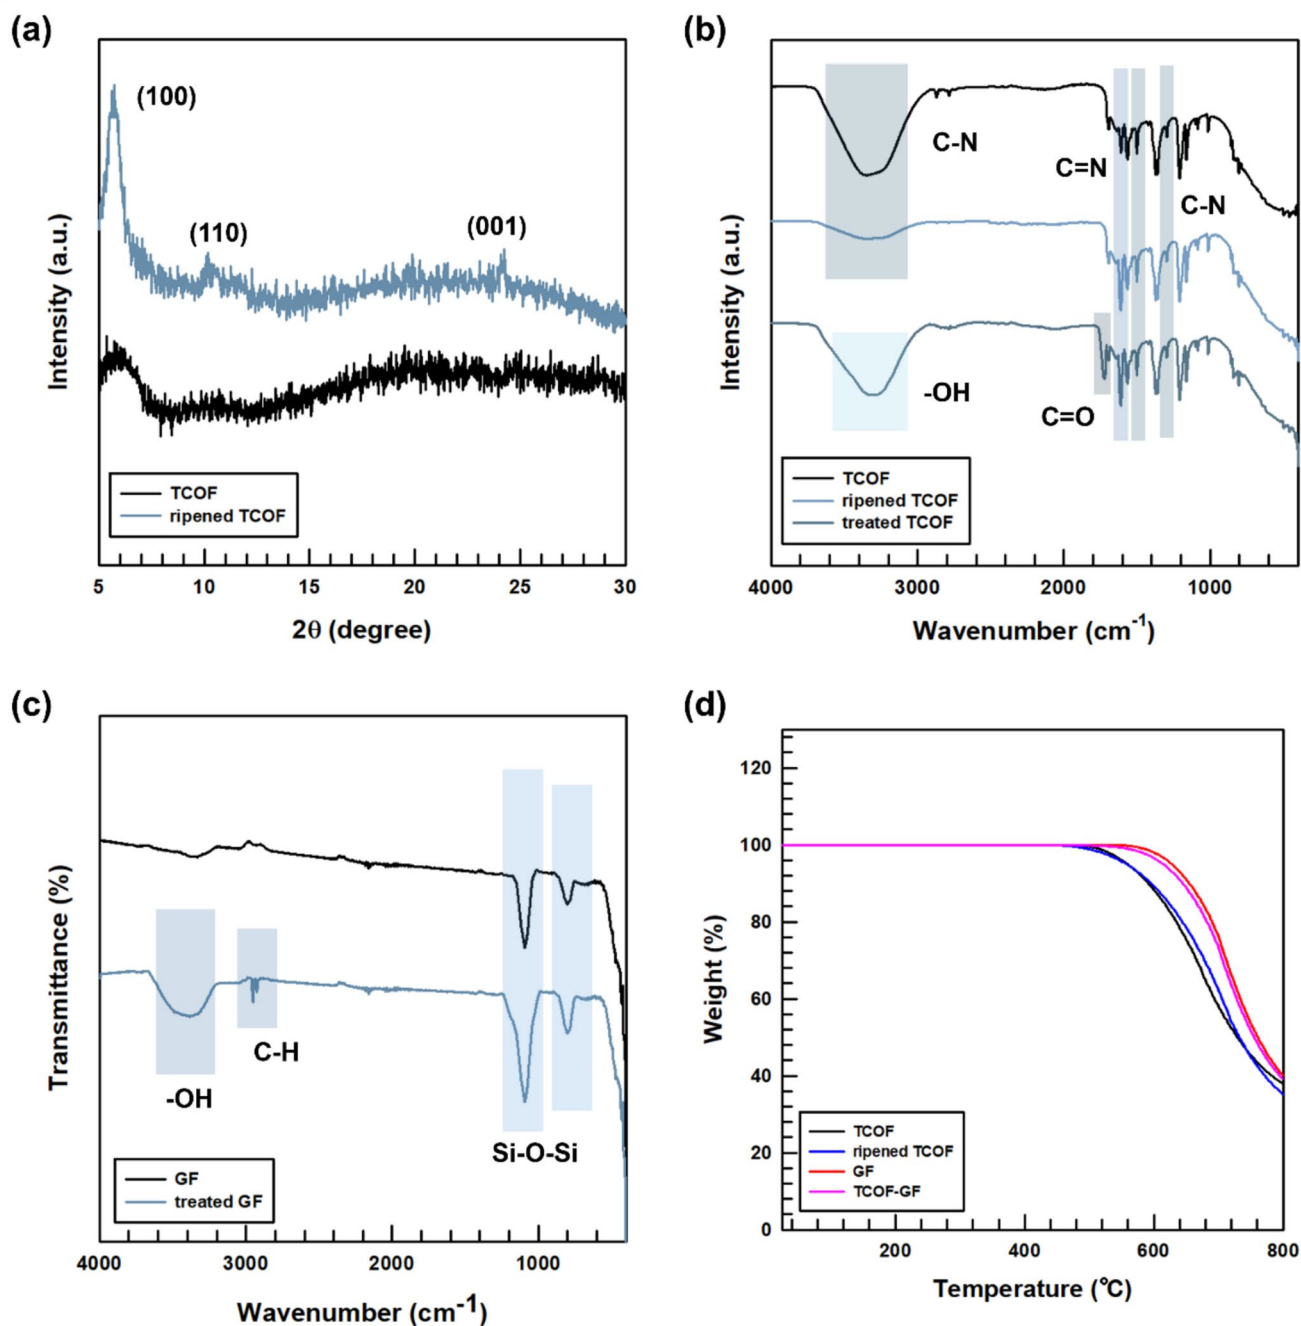 (a)
(100)
(110)
(001)
Intensity (a.u.)
TCOF
ripened TCOF
5 10 15 20 25 30
2θ (degree)
(b)
C-N
C=N
C-N
-OH
C=O
Intensity (a.u.)
TCOF
ripened TCOF
treated TCOF
4000 3000 2000 1000
Wavenumber (cm-1)
(c)
Transmittance (%)
-OH
C-H
Si-O-Si
GF
treated GF
4000 3000 2000 1000
Wavenumber (cm-1)
(d)
120
100
80
60
40
20
0
Weight (%)
TCOF
ripened TCOF
GF
TCOF-GF
200 400 600 800
Temperature (°C)